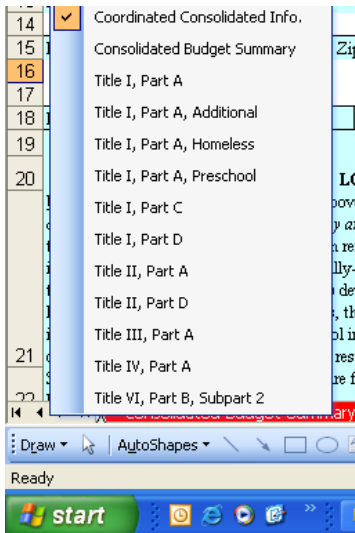 14 Coordinated Consolidated Info.
15 Consolidated Budget Summary Zip
16 Title I, Part A
17 Title I, Part A, Additional
18
19 Title I, Part A, Homeless
20 Title I, Part A, Preschool LO
Title I, Part C
Title I, Part D
Title II, Part A
Title II, Part D
Title III, Part A
21 Title IV, Part A
22 Title VI, Part B, Subpart 2
Consolidated Budget Summary
Draw AutoShapes
Ready
start